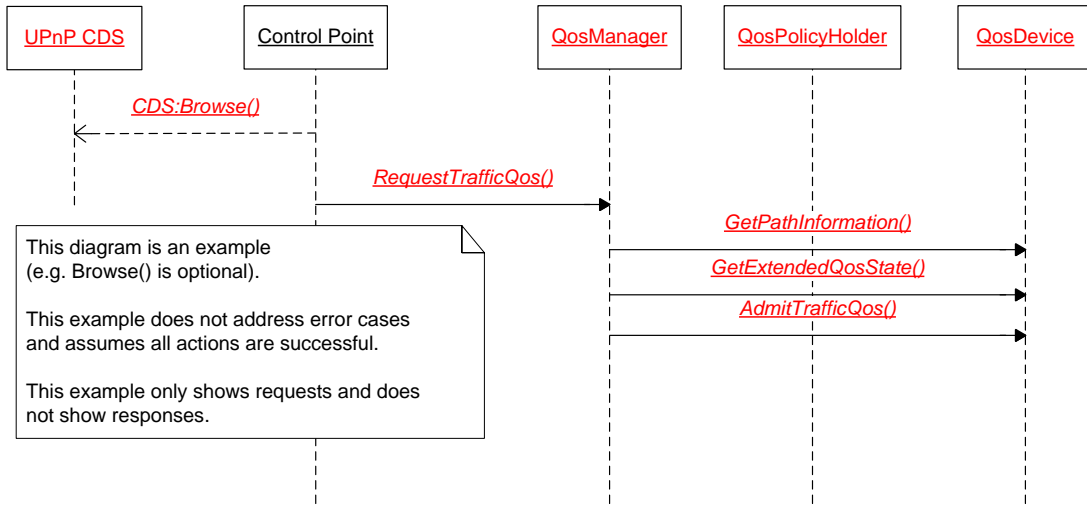 UPnP CDS
Control Point
QosManager
QosPolicyHolder
QosDevice
CDS:Browse()
RequestTrafficQos()
GetPathInformation()
GetExtendedQosState()
AdmitTrafficQos()
This diagram is an example
(e.g. Browse() is optional).
This example does not address error cases
and assumes all actions are successful.
This example only shows requests and does
not show responses.